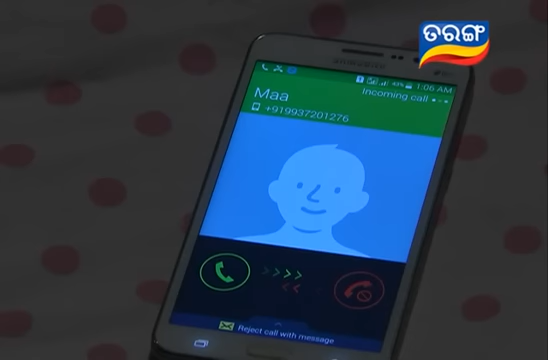 ତରଙ୍ଗ
SAMSUNG
1:06 AM
Maa
Incoming call
+919937201276
Reject call with message